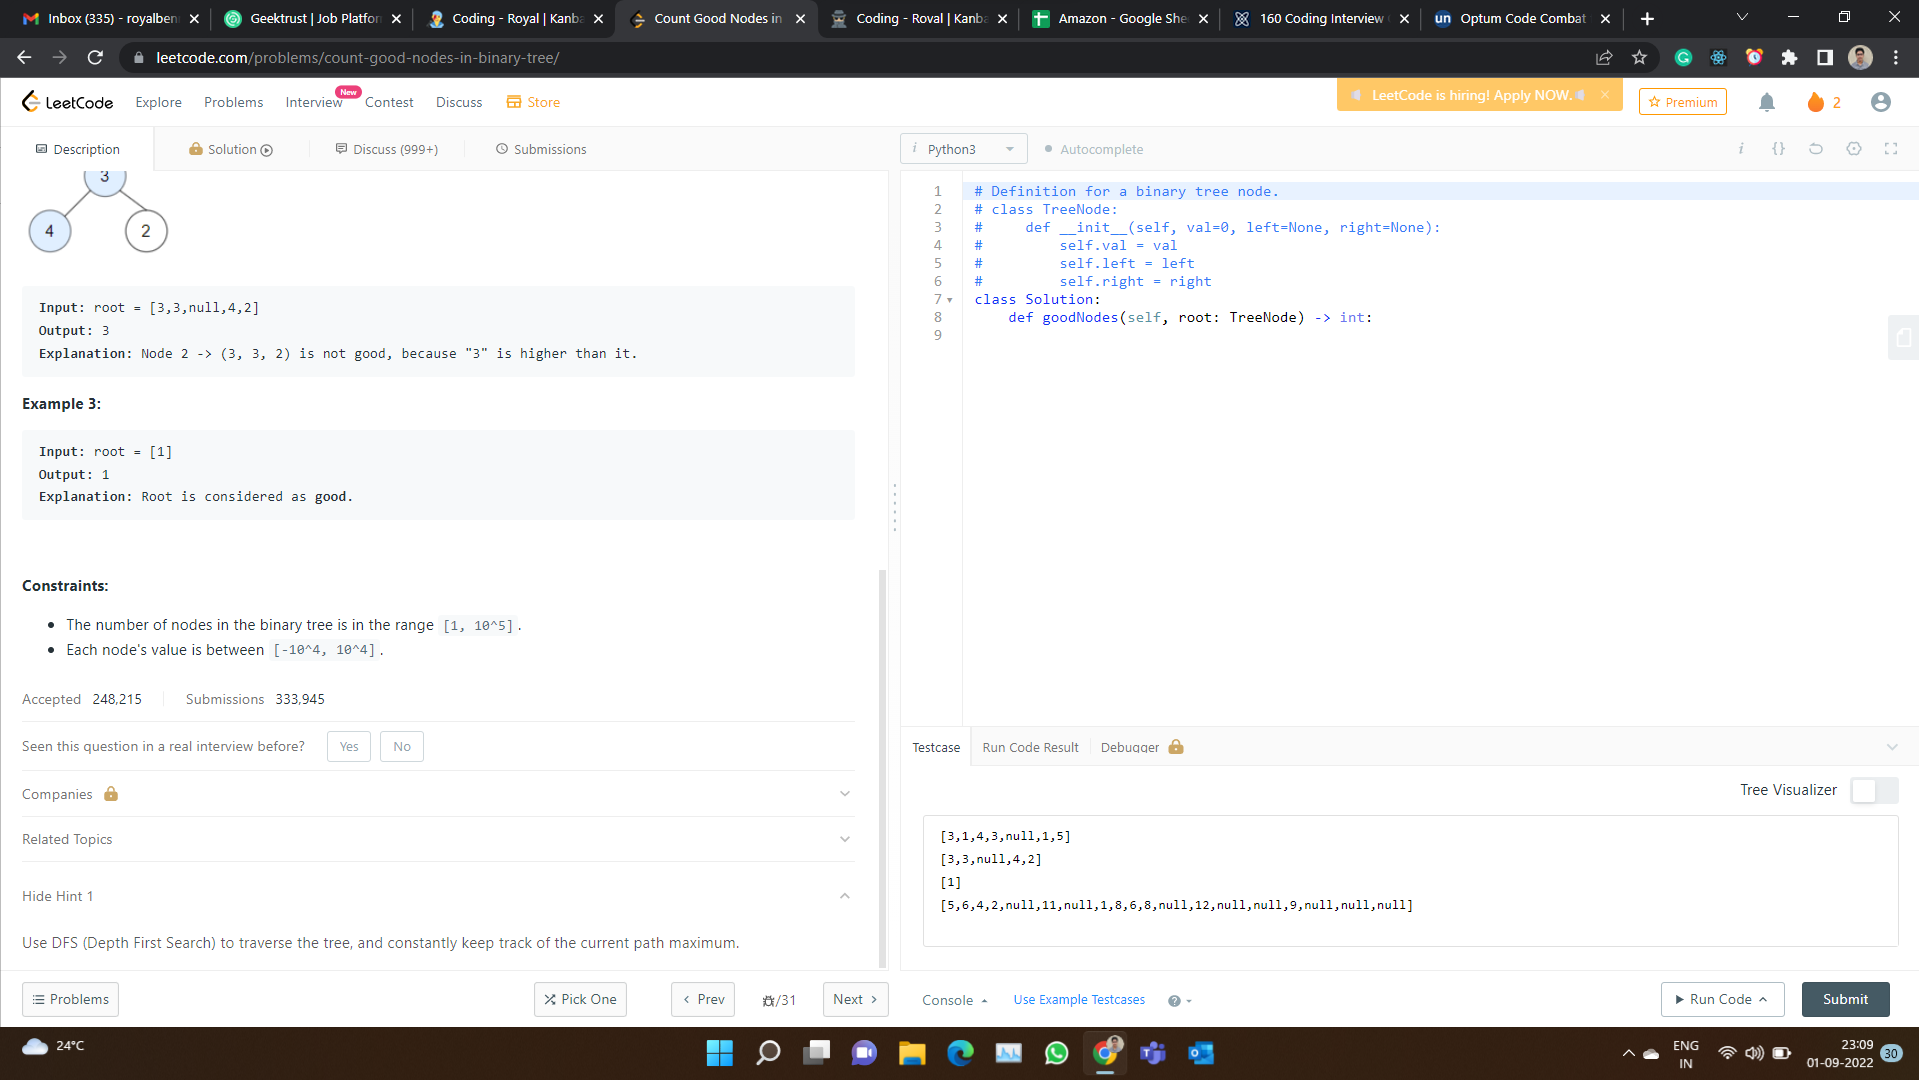 Inbox (335) - royalben
Geektrust | Job Platfor
Coding - Royal | Kanba
Count Good Nodes in
Coding - Royal | Kanba
Amazon - Google She
160 Coding Interview
un Optum Code Combat
leetcode.com/problems/count-good-nodes-in-binary-tree/
LeetCode Explore Problems Interview New Contest Discuss Store
LeetCode is hiring! Apply NOW.
Premium
2
Description Solution Discuss (999+) Submissions
i Python3 Autocomplete
3
4 2
Input: root = [3,3,null,4,2]
Output: 3
Explanation: Node 2 -> (3, 3, 2) is not good, because "3" is higher than it.
Example 3:
Input: root = [1]
Output: 1
Explanation: Root is considered as good.
Constraints:
The number of nodes in the binary tree is in the range [1, 10^5].
Each node's value is between [-10^4, 10^4].
Accepted 248,215 Submissions 333,945
Seen this question in a real interview before? Yes No
Companies
Related Topics
Hide Hint 1
Use DFS (Depth First Search) to traverse the tree, and constantly keep track of the current path maximum.
Problems Pick One Prev /31 Next
1 # Definition for a binary tree node.
2 # class TreeNode:
3 #     def __init__(self, val=0, left=None, right=None):
4 #         self.val = val
5 #         self.left = left
6 #         self.right = right
7 class Solution:
8     def goodNodes(self, root: TreeNode) -> int:
9
Testcase Run Code Result Debugger
Tree Visualizer
[3,1,4,3,null,1,5]
[3,3,null,4,2]
[1]
[5,6,4,2,null,11,null,1,8,6,8,null,12,null,null,9,null,null,null]
Console Use Example Testcases ?
Run Code Submit
24°C
ENG
IN
23:09
01-09-2022
30